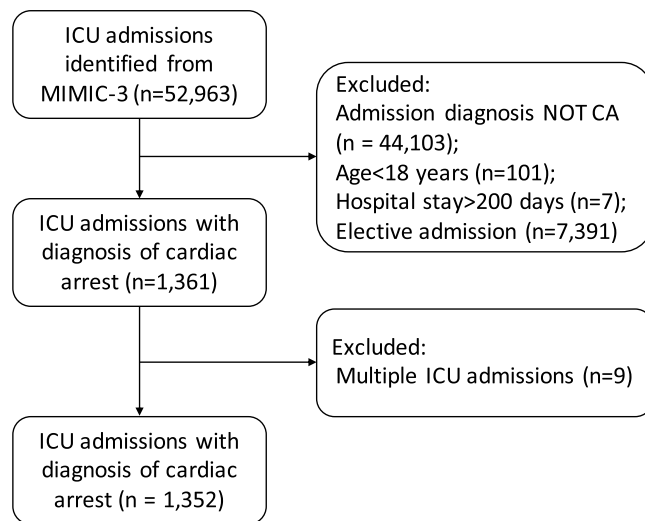 ICU admissions
identified from
MIMIC-3 (n=52,963)
Excluded:
Admission diagnosis NOT CA
(n = 44,103);
Age<18 years (n=101);
Hospital stay>200 days (n=7);
Elective admission (n=7,391)
ICU admissions with
diagnosis of cardiac
arrest (n=1,361)
Excluded:
Multiple ICU admissions (n=9)
ICU admissions with
diagnosis of cardiac
arrest (n = 1,352)